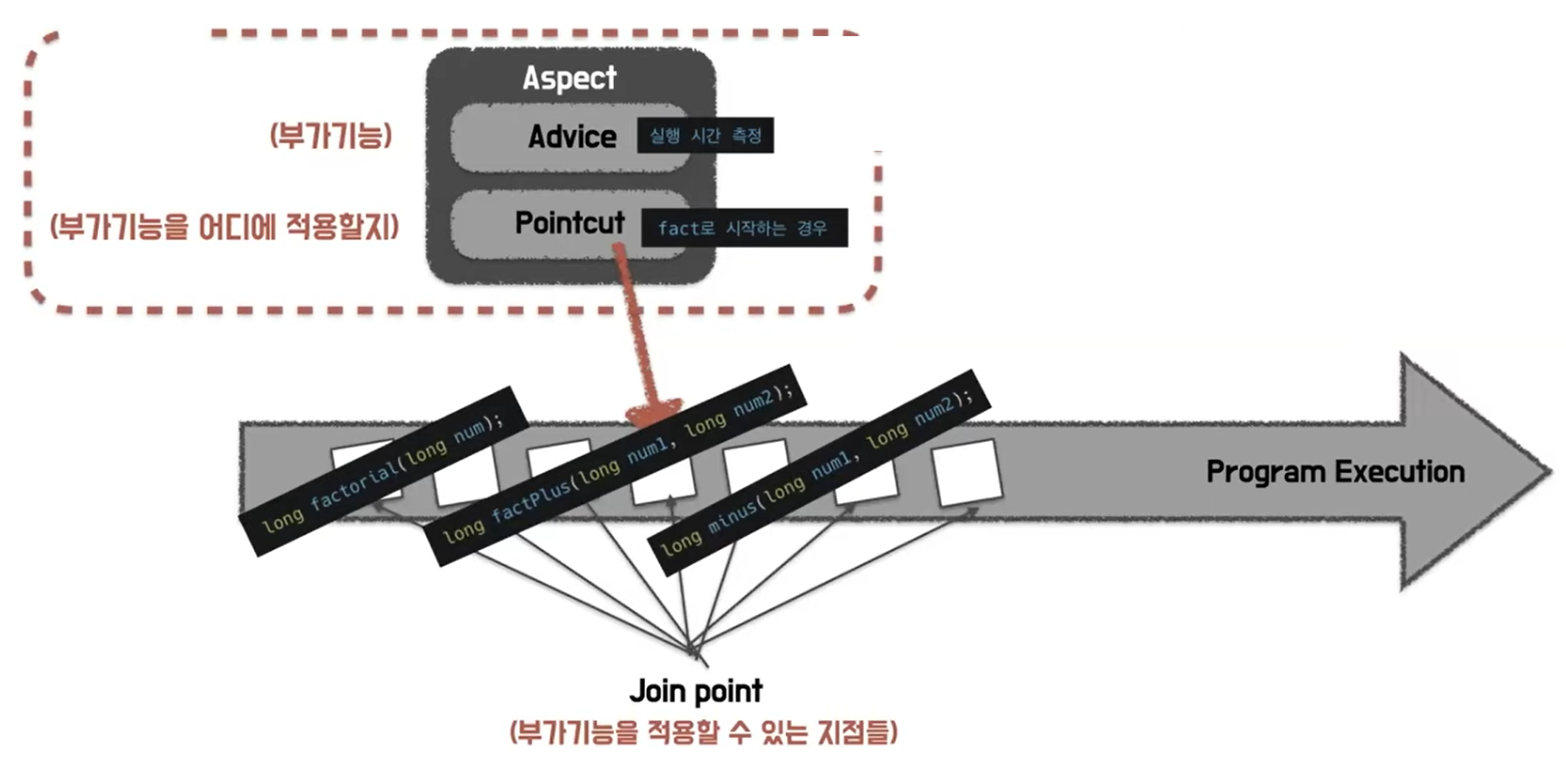 Aspect
(부가기능)
Advice
실행 시간 측정
(부가기능을 어디에 적용할지)
Pointcut
fact로 시작하는 경우
long factorial(long num);
long factPlus(long num1, long num2);
long minus(long num1, long num2);
Program Execution
Join point
(부가기능을 적용할 수 있는 지점들)